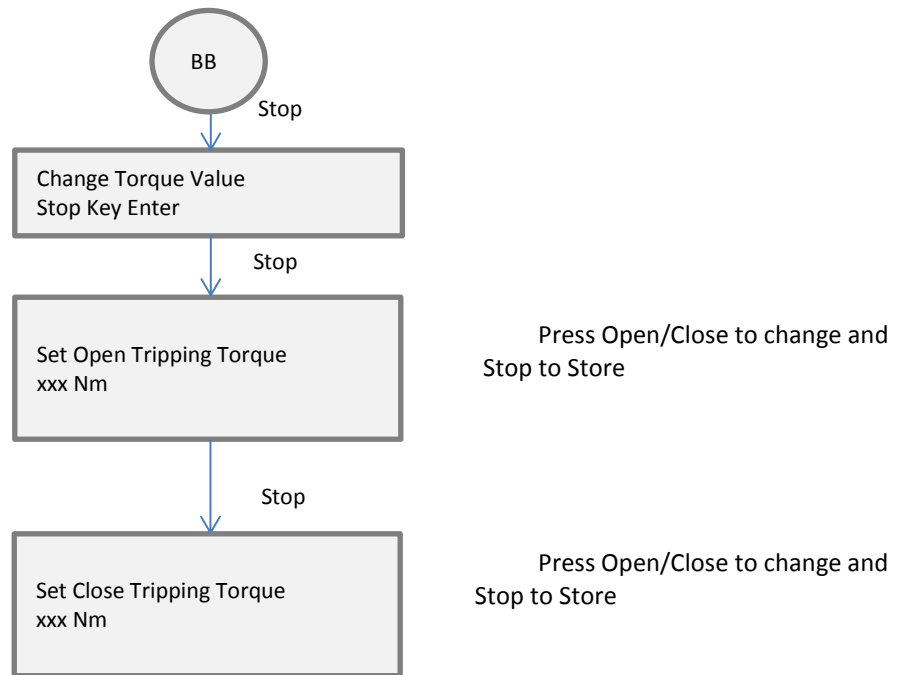 BB
Stop
Change Torque Value
Stop Key Enter
Stop
Set Open Tripping Torque
xxx Nm
Press Open/Close to change and
Stop to Store
Stop
Set Close Tripping Torque
xxx Nm
Press Open/Close to change and
Stop to Store